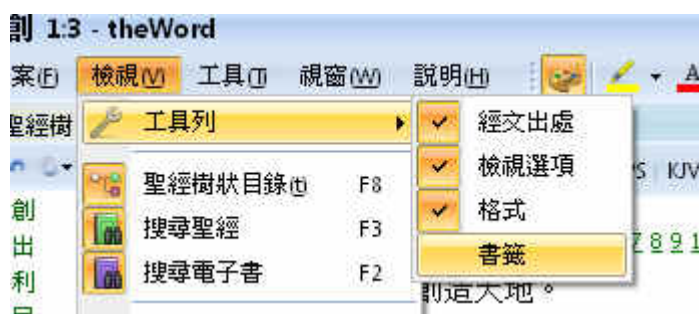 創 1:3 - theWord
案(F) 檢視(V) 工具(T) 視窗(W) 說明(H) A
聖經樹 工具列 經文出處
檢視選項 KJV
創 聖經樹狀目錄(t) F8
格式
出 搜尋聖經 F3
書籤 7 8 9 1
利 搜尋電子書 F2
創造天地。